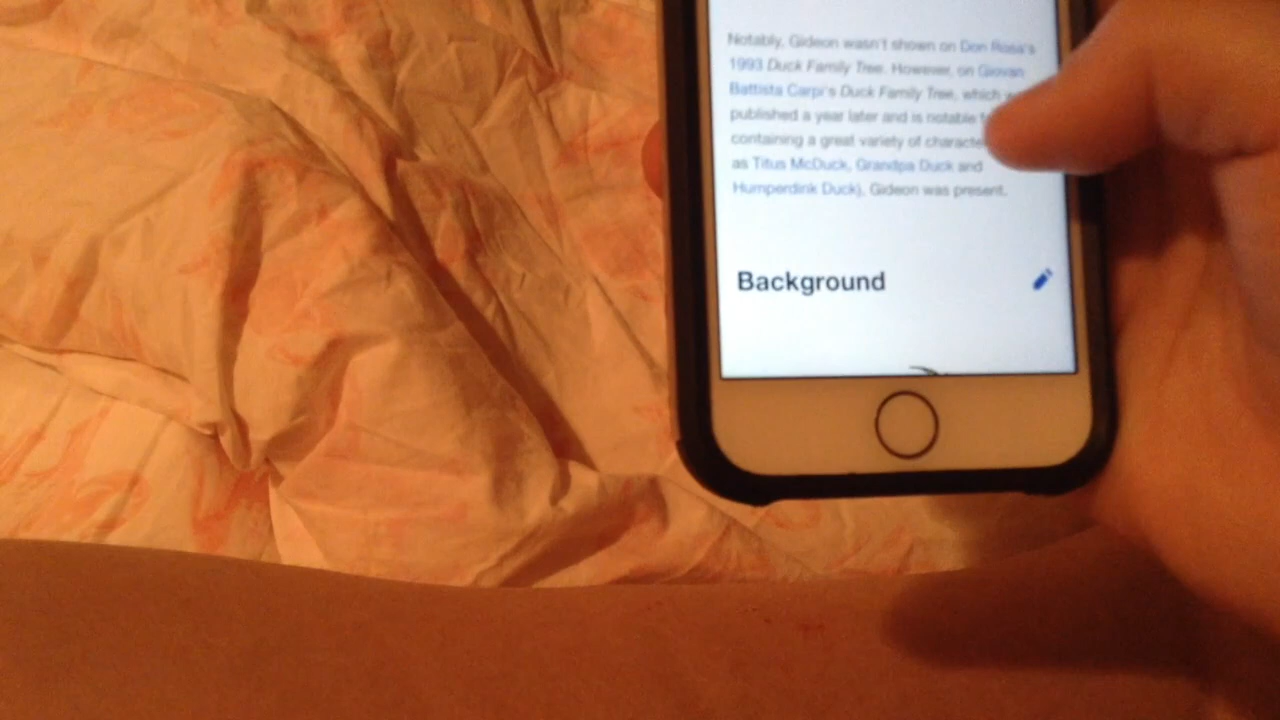 Notably, Gideon wasn't shown on Don Rosa's
1993 Duck Family Tree. However, on Giovan
Battista Carpi's Duck Family Tree, which
published a year later and is notable
containing a great variety of
as Titus McDuck, Grandpa Duck and
Humperdink Duck), Gideon was present.
Background